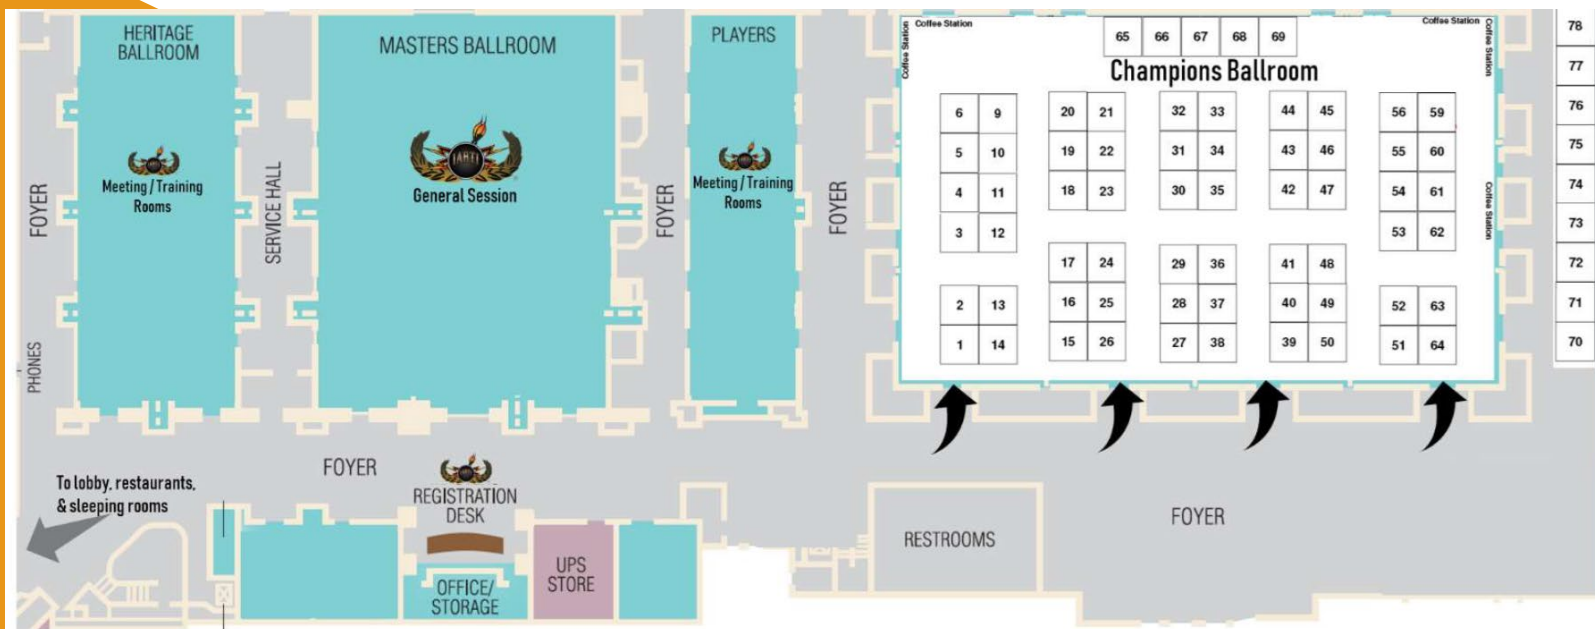 HERITAGE
BALLROOM
MASTERS BALLROOM
PLAYERS
Coffee Station
Coffee Station
Coffee Station
Coffee Station
Coffee Station
65 66 67 68 69
Champions Ballroom
6 9
5 10
4 11
3 12
2 13
1 14
20 21
19 22
18 23
17 24
16 25
15 26
32 33
31 34
30 35
29 36
28 37
27 38
44 45
43 46
42 47
41 48
40 49
39 50
56 59
55 60
54 61
53 62
52 63
51 64
78
77
76
75
74
73
72
71
70
Meeting / Training
Rooms
General Session
Meeting / Training
Rooms
FOYER
SERVICE HALL
FOYER
FOYER
PHONES
FOYER
To lobby, restaurants,
& sleeping rooms
REGISTRATION
DESK
OFFICE/
STORAGE
UPS
STORE
RESTROOMS
FOYER